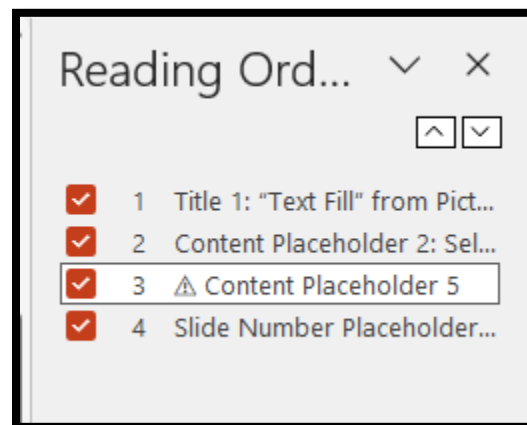 Reading Ord...
1 Title 1: “Text Fill” from Pict...
2 Content Placeholder 2: Sel...
3 ⚠ Content Placeholder 5
4 Slide Number Placeholder...